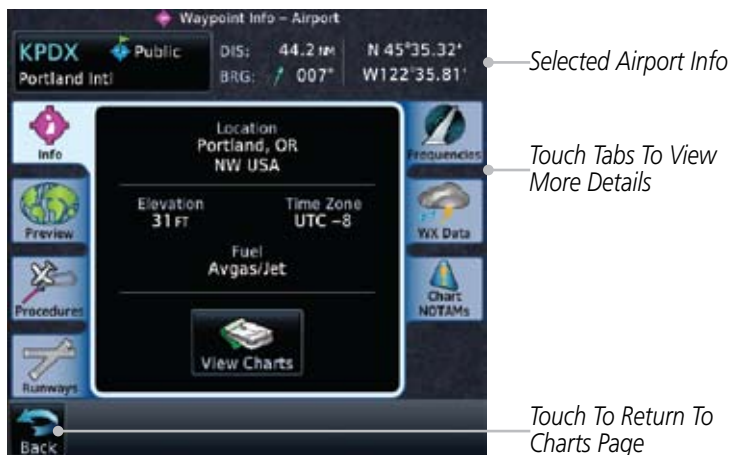 Waypoint Info – Airport
KPDX Public DIS: 44.2 NM N 45°35.32'
Portland Intl BRG: 007° W122°35.81'
Selected Airport Info
Info
Location
Portland, OR
NW USA
Frequencies
Touch Tabs To View
More Details
Preview
Elevation
31 FT
Time Zone
UTC –8
WX Data
Fuel
Avgas/Jet
Procedures
Chart
NOTAMs
View Charts
Runways
Back
Touch To Return To
Charts Page